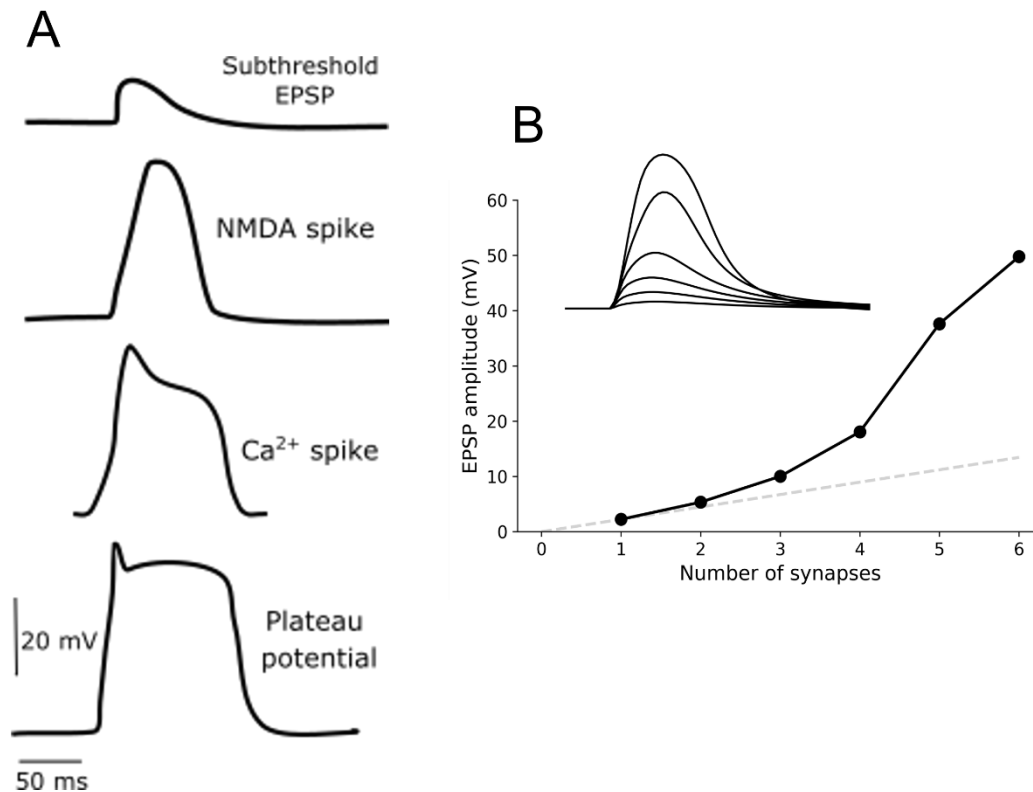 A
Subthreshold
EPSP
NMDA spike
Ca²⁺ spike
Plateau
potential
20 mV
50 ms
B
EPSP amplitude (mV)
60
50
40
30
20
10
0
0 1 2 3 4 5 6
Number of synapses